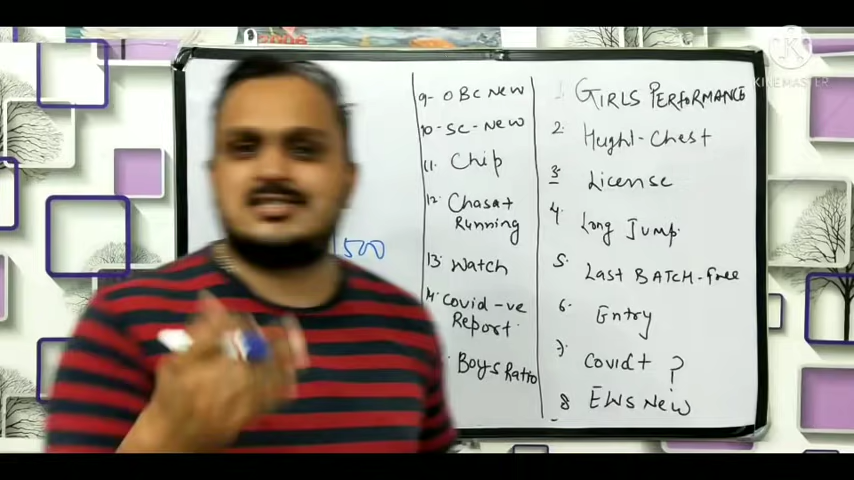 1 GIRLS PERFORMANCE
2. Hught-Chest
3. License
4. Long Jump.
5. Last BATCH-free
6. Entry
7. Covid+ ?
8 EWS New
9- OBC New
10-SC-New
11. Chip
12. Chasat
Running
13. Watch
14. Covid -ve
Report.
Boys Ratio
1500
KINEMASTER